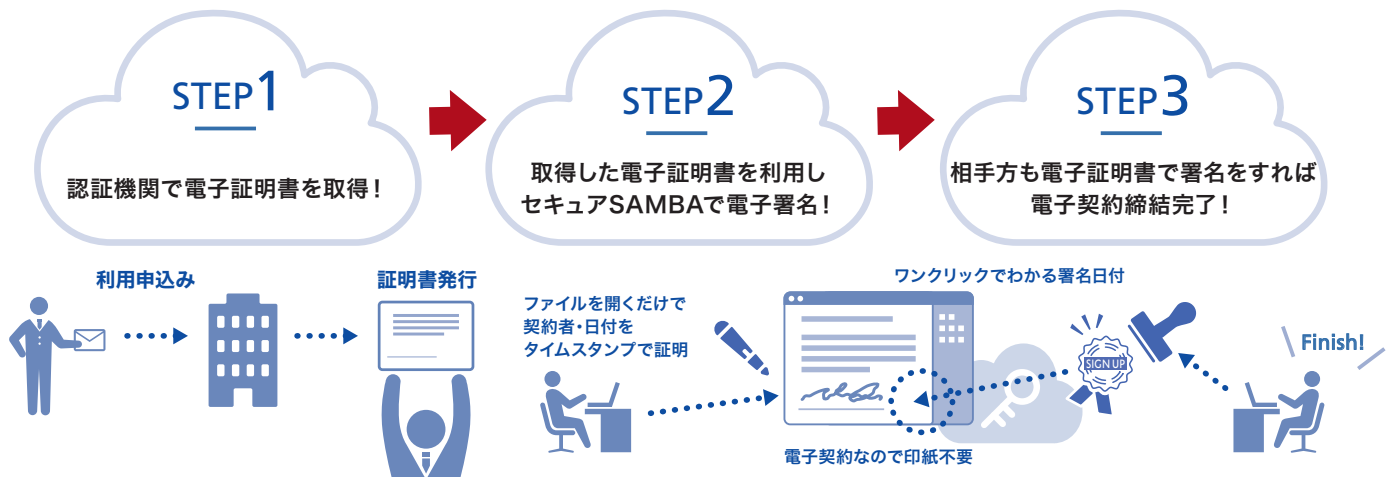 STEP1
認証機関で電子証明書を取得！
STEP2
取得した電子証明書を利用し
セキュアSAMBAで電子署名！
STEP3
相手方も電子証明書で署名をすれば
電子契約締結完了！
利用申込み
証明書発行
ファイルを開くだけで
契約者・日付を
タイムスタンプで証明
ワンクリックでわかる署名日付
SIGN UP
Finish!
電子契約なので印紙不要